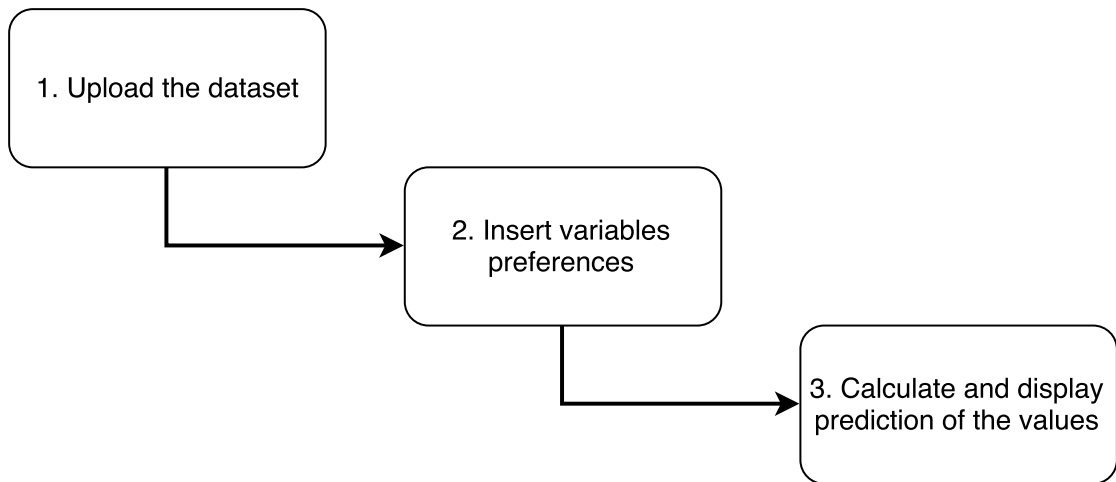 1. Upload the dataset
2. Insert variables
preferences
3. Calculate and display
prediction of the values